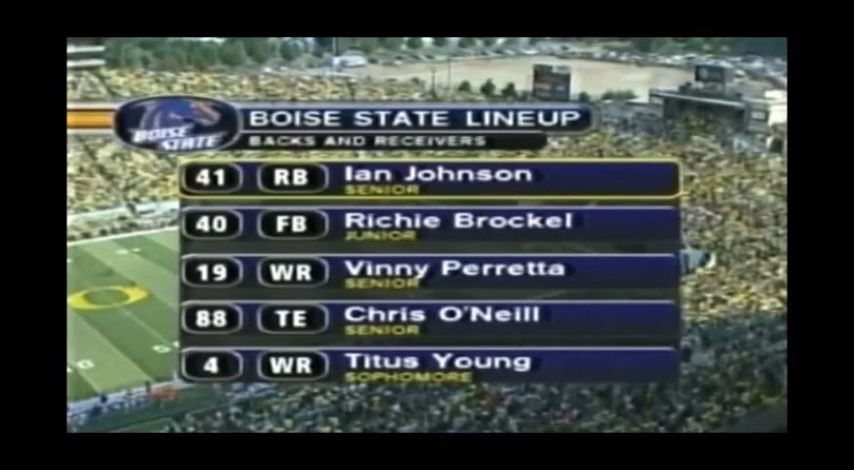 BOISE STATE
BOISE STATE LINEUP
BACKS AND RECEIVERS
41 RB Ian Johnson
SENIOR
40 FB Richie Brockel
JUNIOR
19 WR Vinny Perretta
SENIOR
88 TE Chris O'Neill
SENIOR
4 WR Titus Young
SOPHOMORE